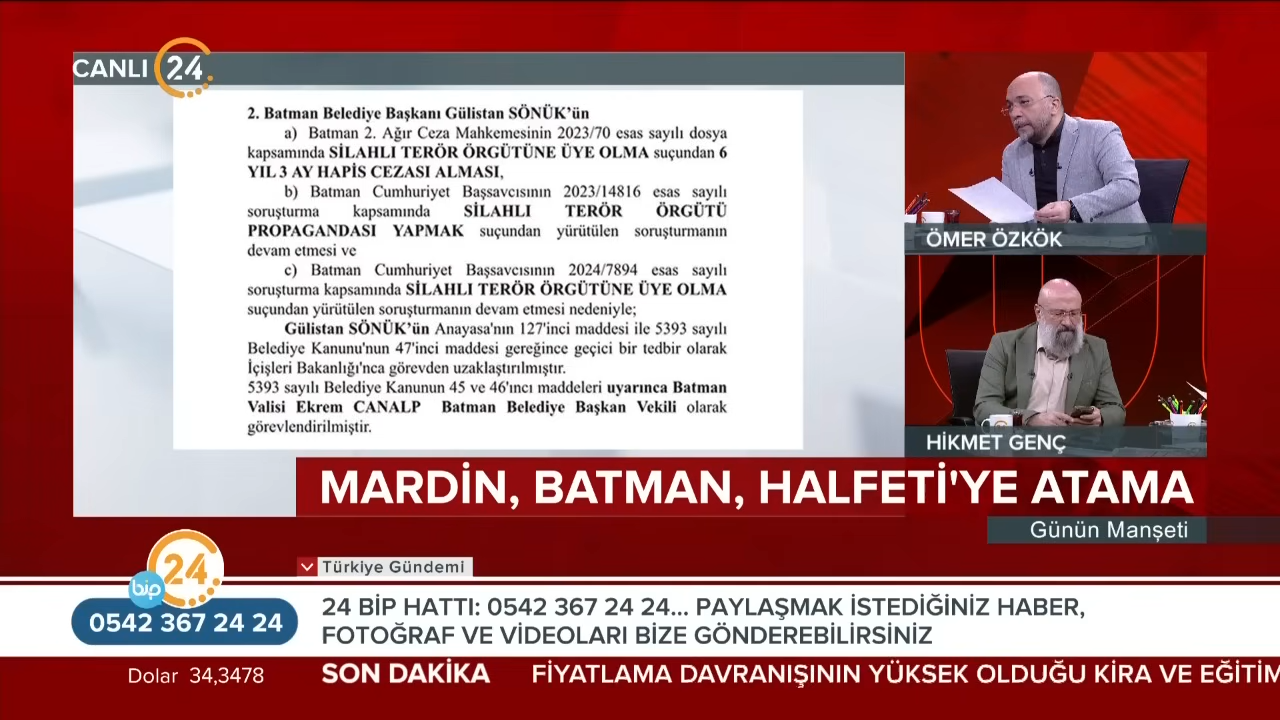 CANLI 24
2. Batman Belediye Başkanı Gülistan SÖNÜK’ün
a) Batman 2. Ağır Ceza Mahkemesinin 2023/70 esas sayılı dosya
kapsamında SİLAHLI TERÖR ÖRGÜTÜNE ÜYE OLMA suçundan 6
YIL 3 AY HAPİS CEZASI ALMASI,
b) Batman Cumhuriyet Başsavcısının 2023/14816 esas sayılı
soruşturma kapsamında SİLAHLI TERÖR ÖRGÜTÜ
PROPAGANDASI YAPMAK suçundan yürütülen soruşturmanın
devam etmesi ve
c) Batman Cumhuriyet Başsavcısının 2024/7894 esas sayılı
soruşturma kapsamında SİLAHLI TERÖR ÖRGÜTÜNE ÜYE OLMA
suçundan yürütülen soruşturmanın devam etmesi nedeniyle;
Gülistan SÖNÜK’ün Anayasa'nın 127'inci maddesi ile 5393 sayılı
Belediye Kanunu'nun 47'inci maddesi gereğince geçici bir tedbir olarak
İçişleri Bakanlığı'nca görevden uzaklaştırılmıştır.
5393 sayılı Belediye Kanunun 45 ve 46'ıncı maddeleri uyarınca Batman
Valisi Ekrem CANALP Batman Belediye Başkan Vekili olarak
görevlendirilmiştir.
ÖMER ÖZKÖK
HİKMET GENÇ
MARDİN, BATMAN, HALFETİ'YE ATAMA
Günün Manşeti
24
bip
0542 367 24 24
Türkiye Gündemi
24 BİP HATTI: 0542 367 24 24... PAYLAŞMAK İSTEDİĞİNİZ HABER,
FOTOĞRAF VE VİDEOLARI BİZE GÖNDEREBİLİRSİNİZ
Dolar 34,3478
SON DAKİKA
FİYATLAMA DAVRANIŞININ YÜKSEK OLDUĞU KİRA VE EĞİTİM